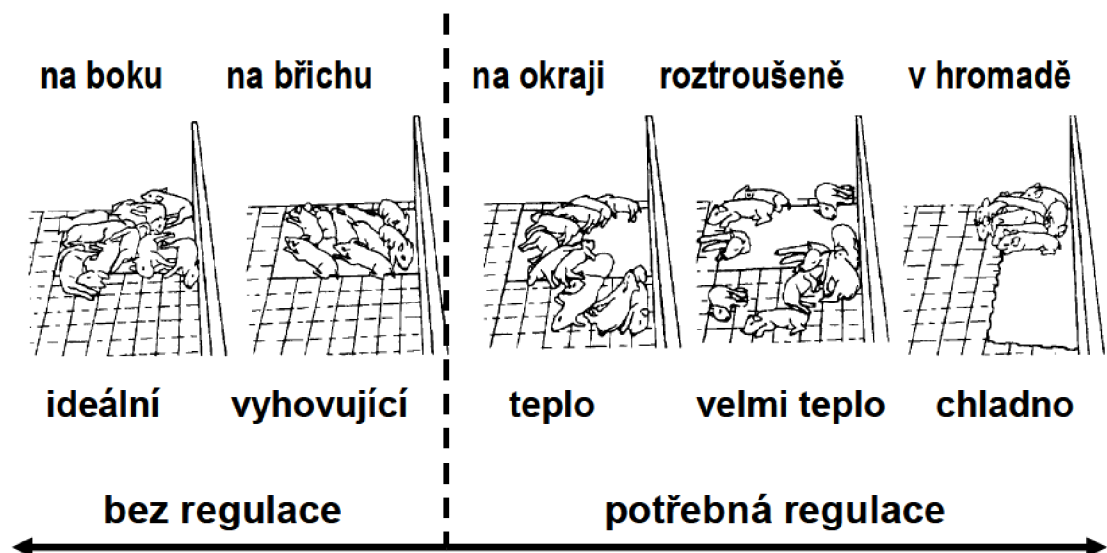 na boku na břichu na okraji roztroušeně v hromadě
ideální vyhovující teplo velmi teplo chladno
bez regulace potřebná regulace